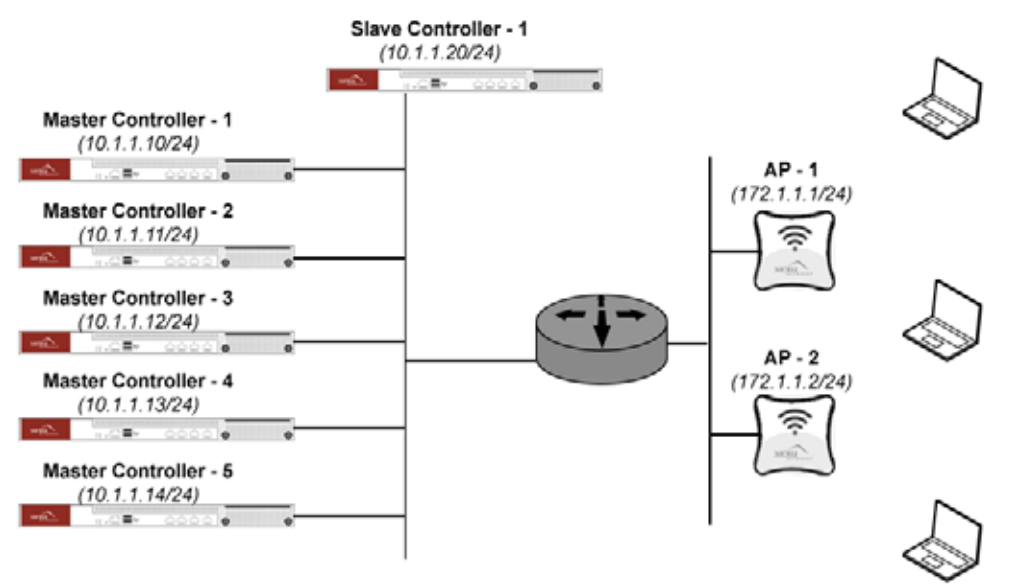 Slave Controller - 1
(10.1.1.20/24)
Master Controller - 1
(10.1.1.10/24)
Master Controller - 2
(10.1.1.11/24)
Master Controller - 3
(10.1.1.12/24)
Master Controller - 4
(10.1.1.13/24)
Master Controller - 5
(10.1.1.14/24)
AP - 1
(172.1.1.1/24)
AP - 2
(172.1.1.2/24)